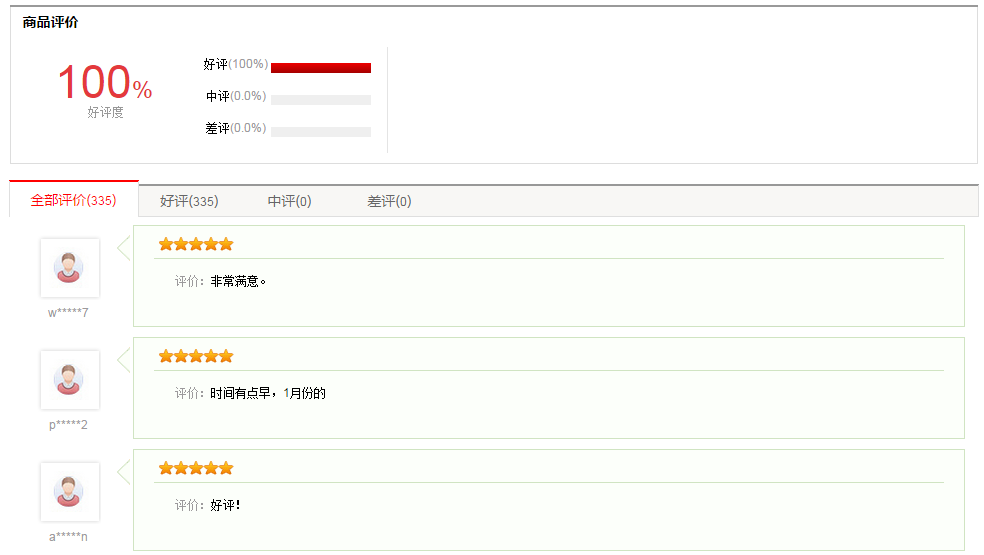 商品评价
100%
好评度
好评(100%)
中评(0.0%)
差评(0.0%)
全部评价(335) 好评(335) 中评(0) 差评(0)
评价：非常满意。
w*****7
评价：时间有点早，1月份的
p*****2
评价：好评！
a*****n